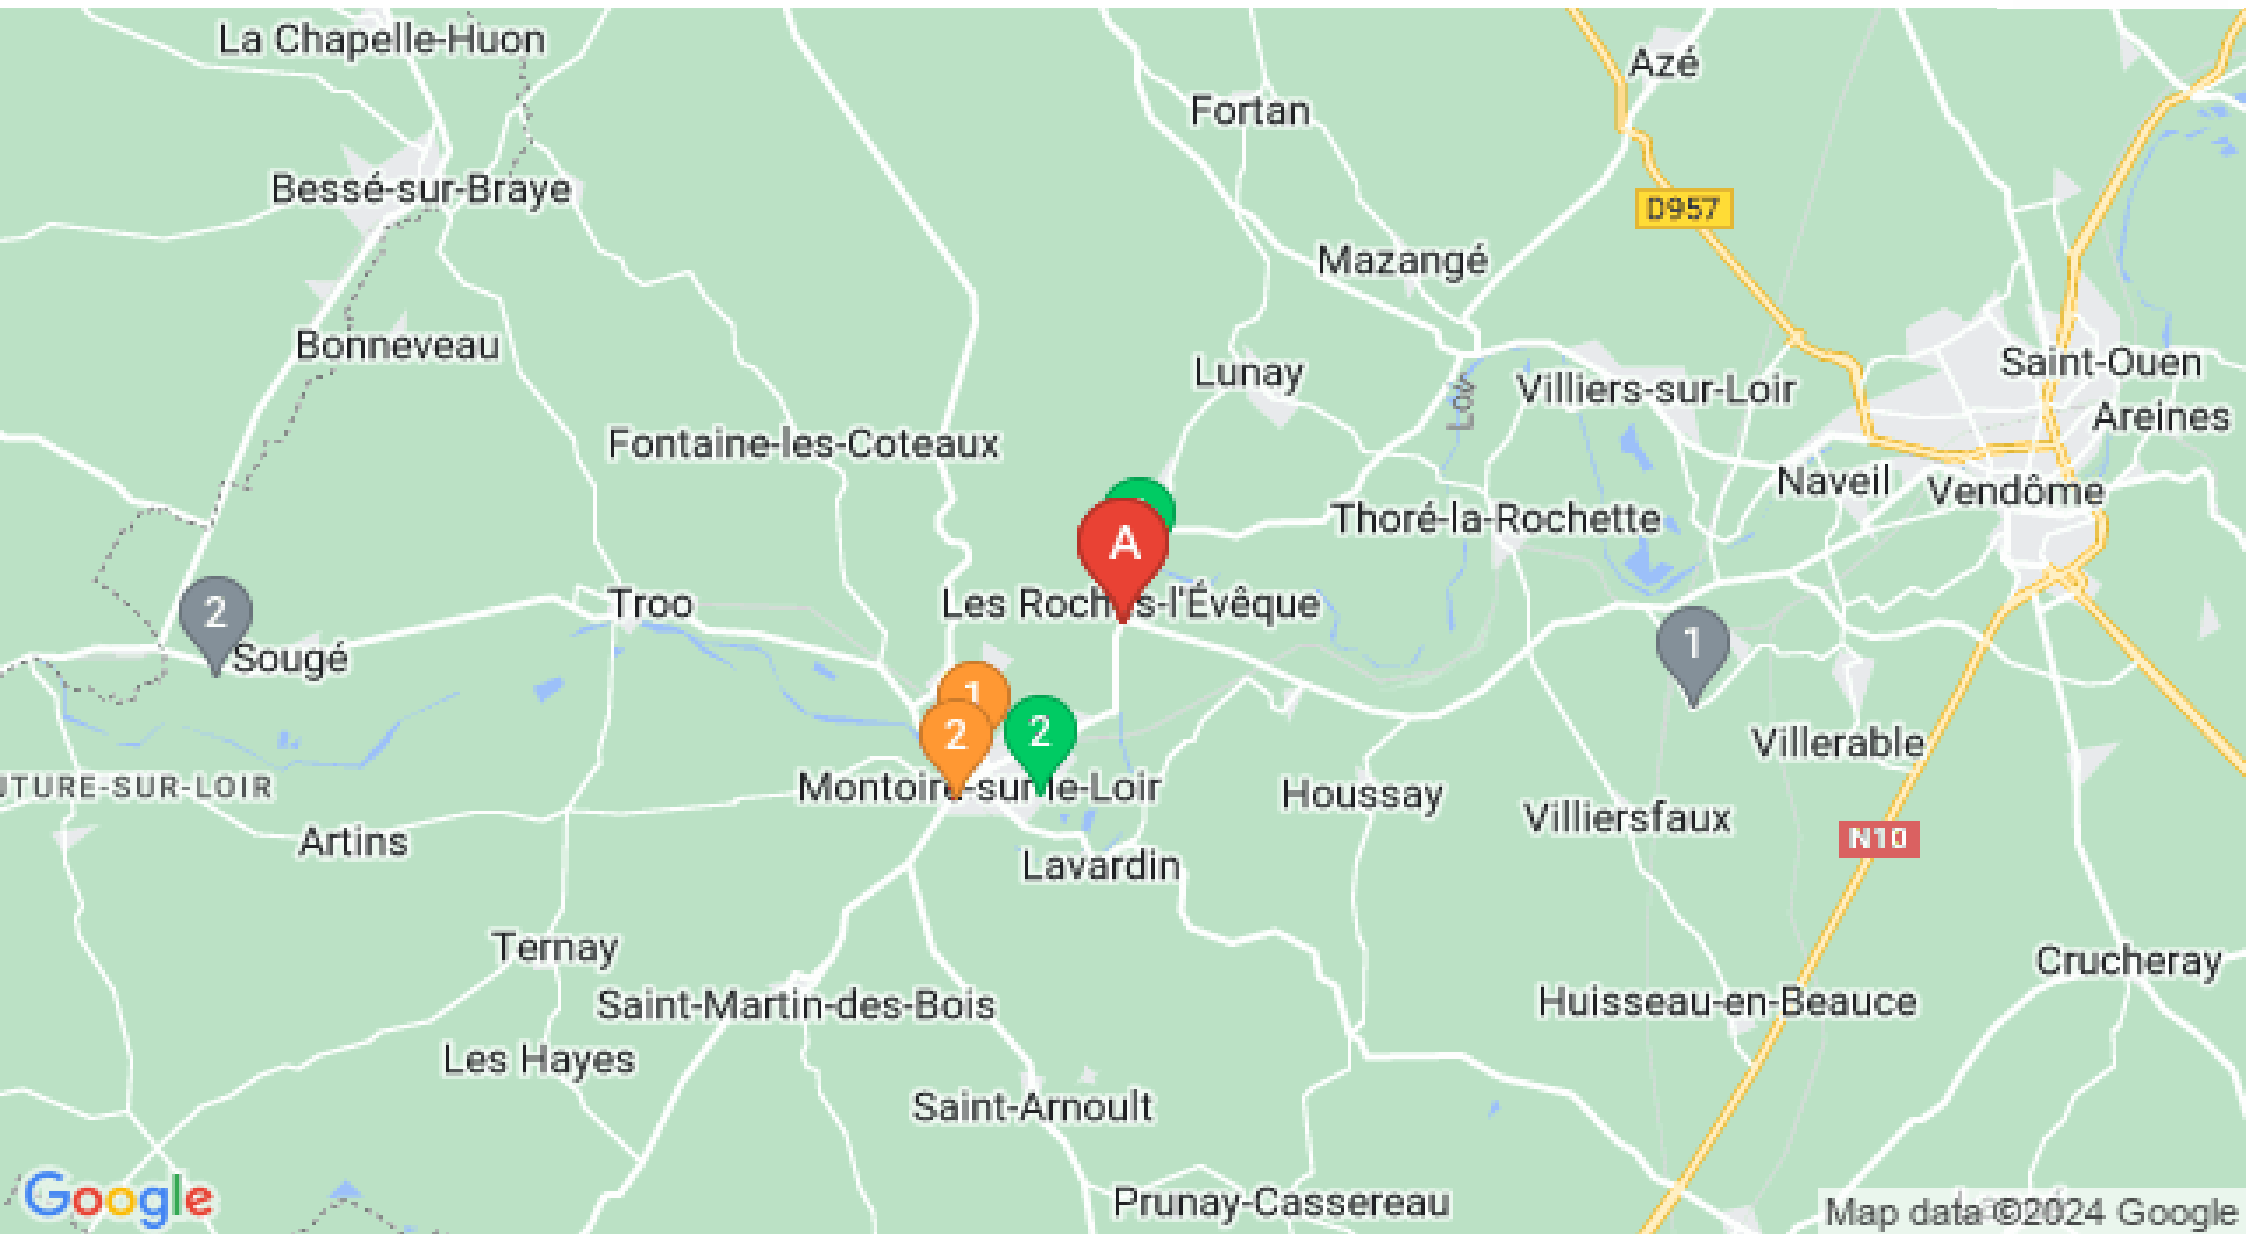 La Chapelle-Huon
Azé
Fortan
Bessé-sur-Braye
D957
Mazangé
Bonneveau
Lunay
Saint-Ouen
Villiers-sur-Loir
Loir
Areines
Fontaine-les-Coteaux
Naveil
Vendôme
Thoré-la-Rochette
A
Troo
Les Roches-l'Évêque
2
1
Sougé
1
2
2
Villerable
UTURE-SUR-LOIR
Montoire-sur-le-Loir
Houssay
Villiersfaux
Artins
N10
Lavardin
Ternay
Crucheray
Saint-Martin-des-Bois
Huisseau-en-Beauce
Les Hayes
Saint-Arnoult
Google
Prunay-Cassereau
Map data ©2024 Google